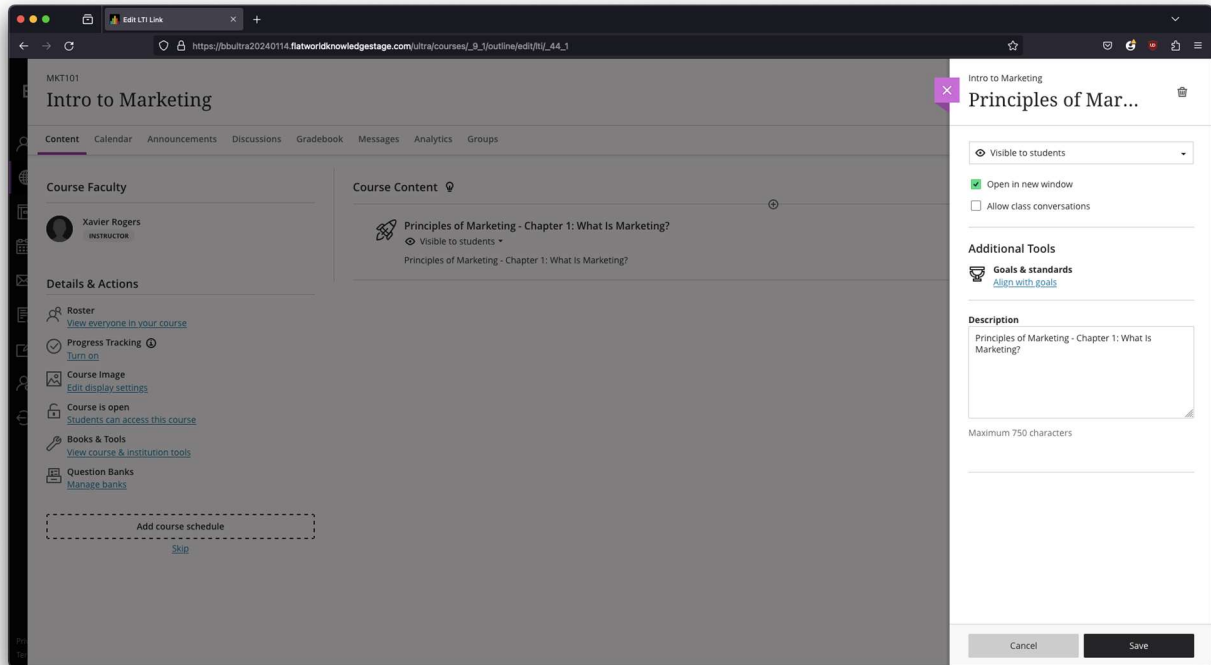 Edit LTI Link
https://bbultra20240114.flatworldknowledgestage.com/ultra/courses/_9_1/outline/edit/lti/_44_1
MKT101
Intro to Marketing
Content Calendar Announcements Discussions Gradebook Messages Analytics Groups
Course Faculty
Xavier Rogers
INSTRUCTOR
Details & Actions
Roster
View everyone in your course
Progress Tracking
Turn on
Course Image
Edit display settings
Course is open
Students can access this course
Books & Tools
View course & institution tools
Question Banks
Manage banks
Add course schedule
Skip
Course Content
Principles of Marketing - Chapter 1: What Is Marketing?
Visible to students
Principles of Marketing - Chapter 1: What Is Marketing?
Intro to Marketing
Principles of Mar...
Visible to students
Open in new window
Allow class conversations
Additional Tools
Goals & standards
Align with goals
Description
Principles of Marketing - Chapter 1: What Is
Marketing?
Maximum 750 characters
Cancel Save